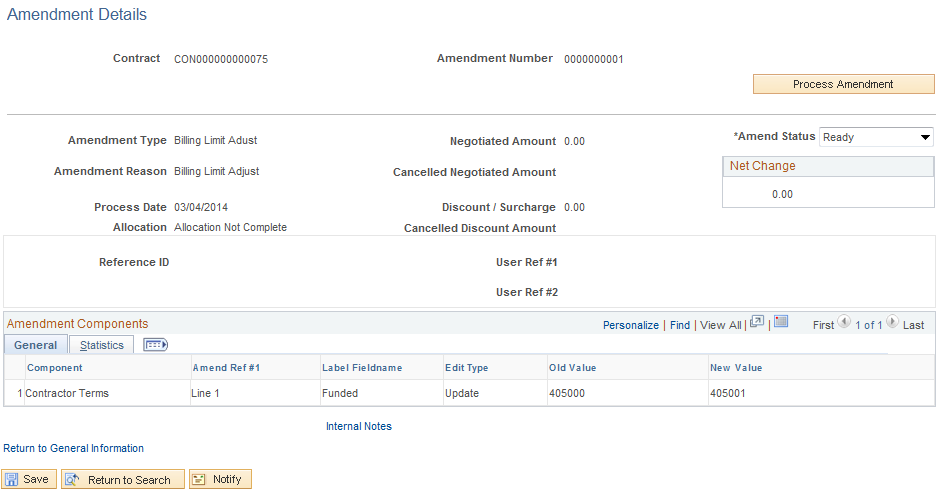 Amendment Details
Contract CON000000000075 Amendment Number 0000000001
Process Amendment
Amendment Type Billing Limit Adust Negotiated Amount 0.00 *Amend Status Ready
Net Change
Amendment Reason Billing Limit Adjust Cancelled Negotiated Amount
0.00
Process Date 03/04/2014 Discount / Surcharge 0.00
Allocation Allocation Not Complete Cancelled Discount Amount
Reference ID User Ref #1
User Ref #2
Amendment Components Personalize | Find | View All | | First 1 of 1 Last
General Statistics
Component Amend Ref #1 Label Fieldname Edit Type Old Value New Value
1 Contractor Terms Line 1 Funded Update 405000 405001
Internal Notes
Return to General Information
Save Return to Search Notify